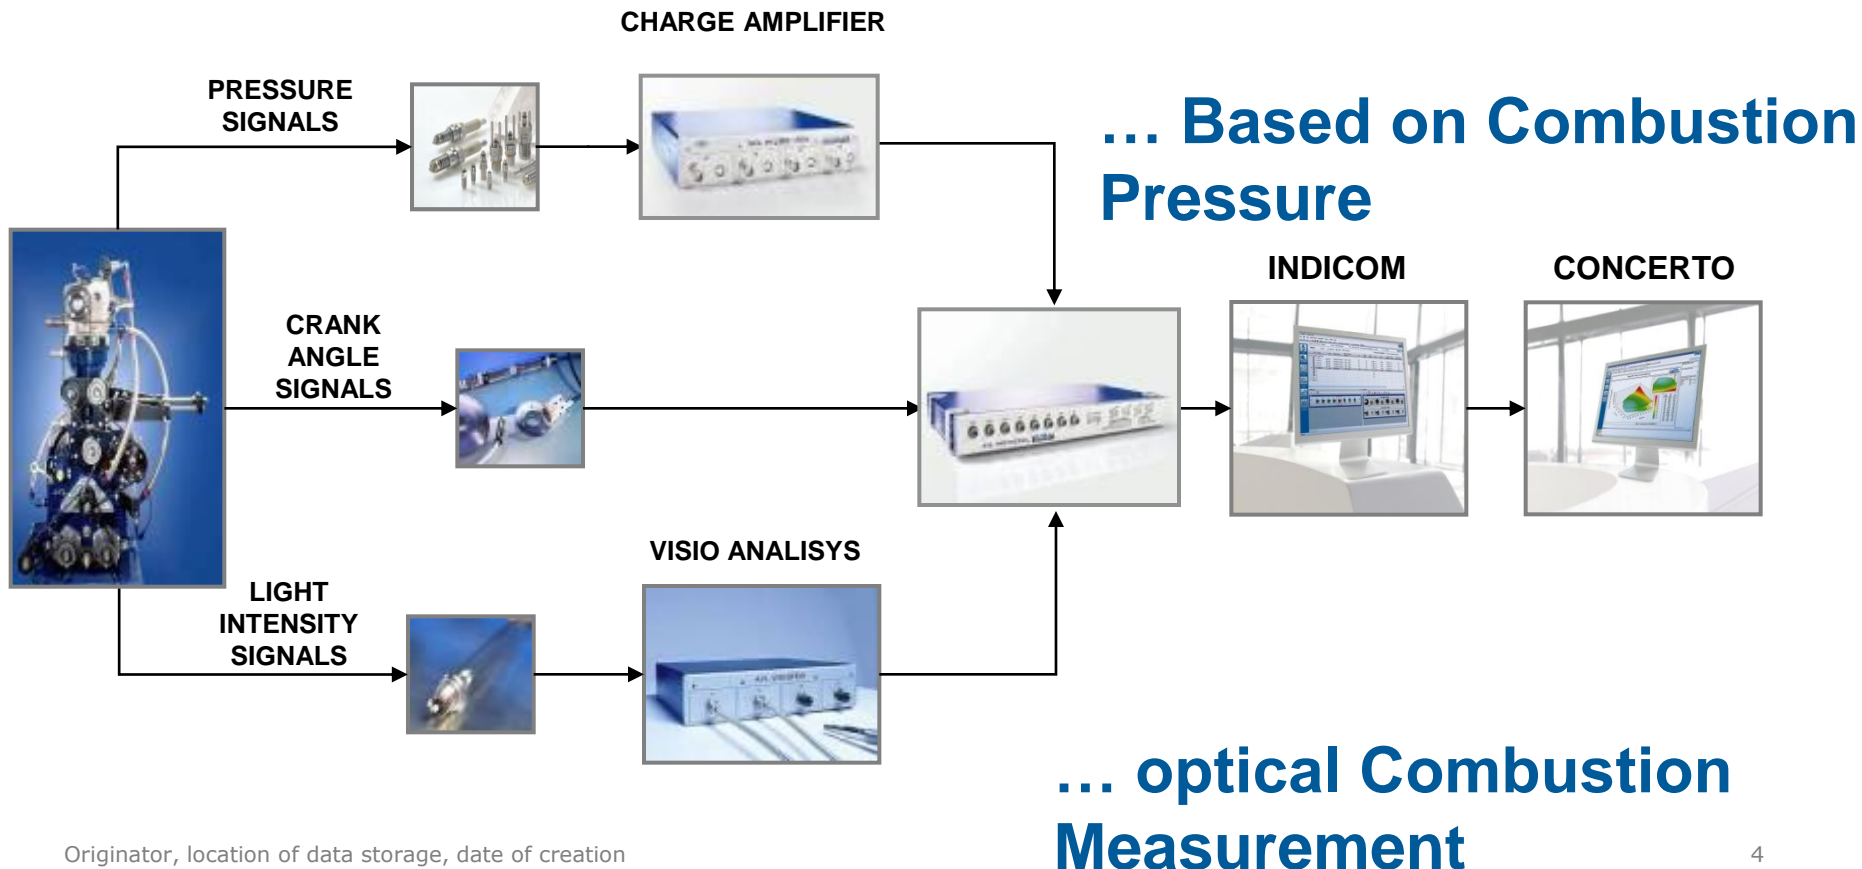 CHARGE AMPLIFIER
PRESSURE
SIGNALS
… Based on Combustion
Pressure
INDICOM
CONCERTO
CRANK
ANGLE
SIGNALS
VISIO ANALISYS
LIGHT
INTENSITY
SIGNALS
… optical Combustion
Measurement
Originator, location of data storage, date of creation
4